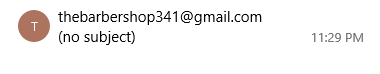 T
thebarbershop341@gmail.com
(no subject)
11:29 PM